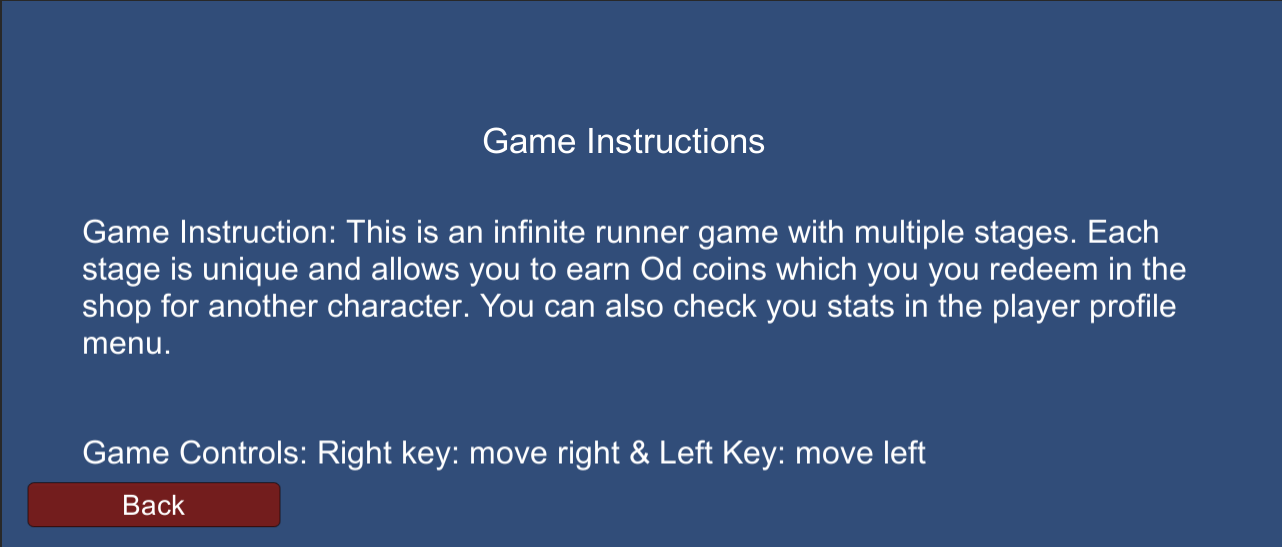 Game Instructions
Game Instruction: This is an infinite runner game with multiple stages. Each
stage is unique and allows you to earn Od coins which you you redeem in the
shop for another character. You can also check you stats in the player profile
menu.
Game Controls: Right key: move right & Left Key: move left
Back